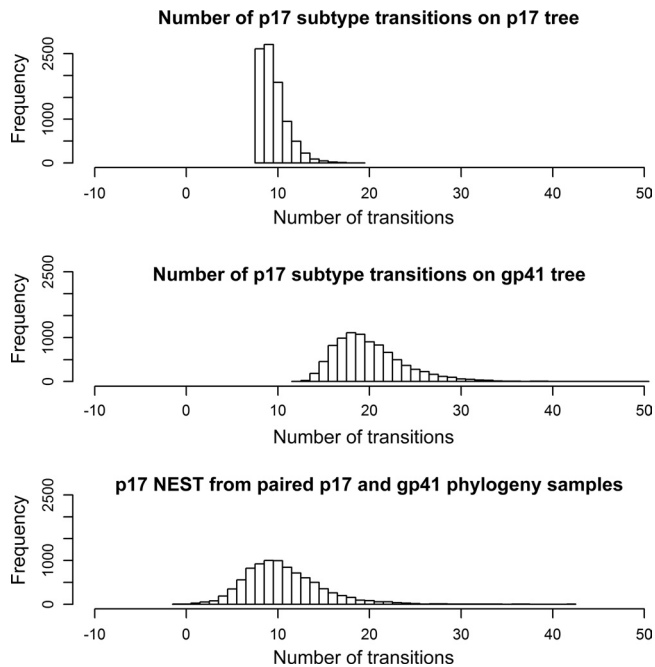 Number of p17 subtype transitions on p17 tree
Frequency
0 1000 2500
-10 0 10 20 30 40 50
Number of transitions
Number of p17 subtype transitions on gp41 tree
Frequency
0 1000 2500
-10 0 10 20 30 40 50
Number of transitions
p17 NEST from paired p17 and gp41 phylogeny samples
Frequency
0 1000 2500
-10 0 10 20 30 40 50
Number of transitions